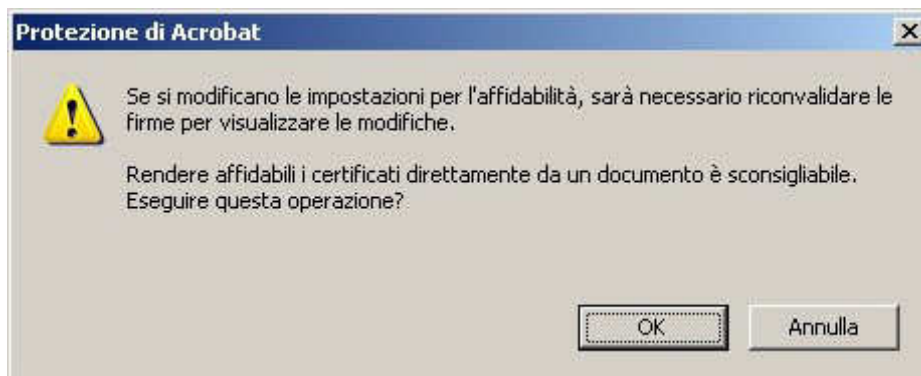 Protezione di Acrobat
Se si modificano le impostazioni per l'affidabilità, sarà necessario riconvalidare le
firme per visualizzare le modifiche.
Rendere affidabili i certificati direttamente da un documento è sconsigliabile.
Eseguire questa operazione?
OK
Annulla